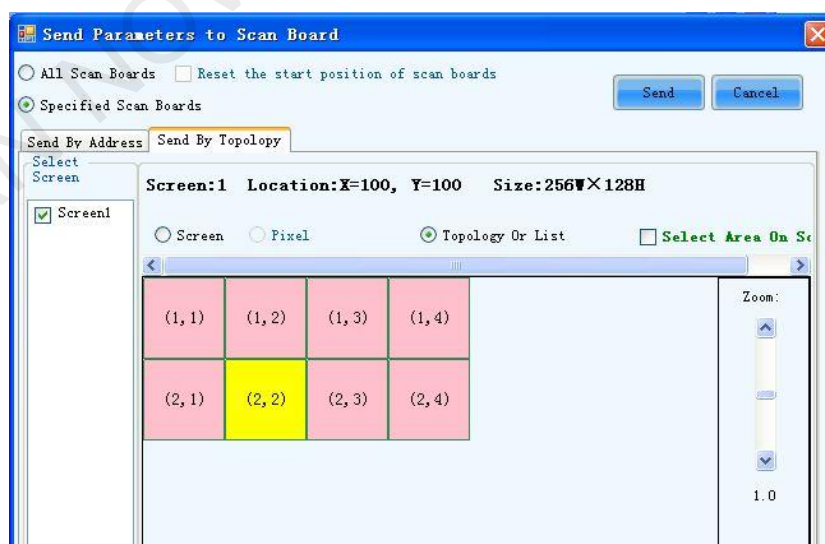 Send Parameters to Scan Board
All Scan Boards Reset the start position of scan boards
Specified Scan Boards
Send Cancel
Send By Address Send By Topolopy
Select
Screen
Screen1
Screen:1 Location:X=100, Y=100 Size:256W×128H
Screen Pixel Topology Or List Select Area On Sc
Zoom:
(1, 1) (1, 2) (1, 3) (1, 4)
(2, 1) (2, 2) (2, 3) (2, 4)
1.0